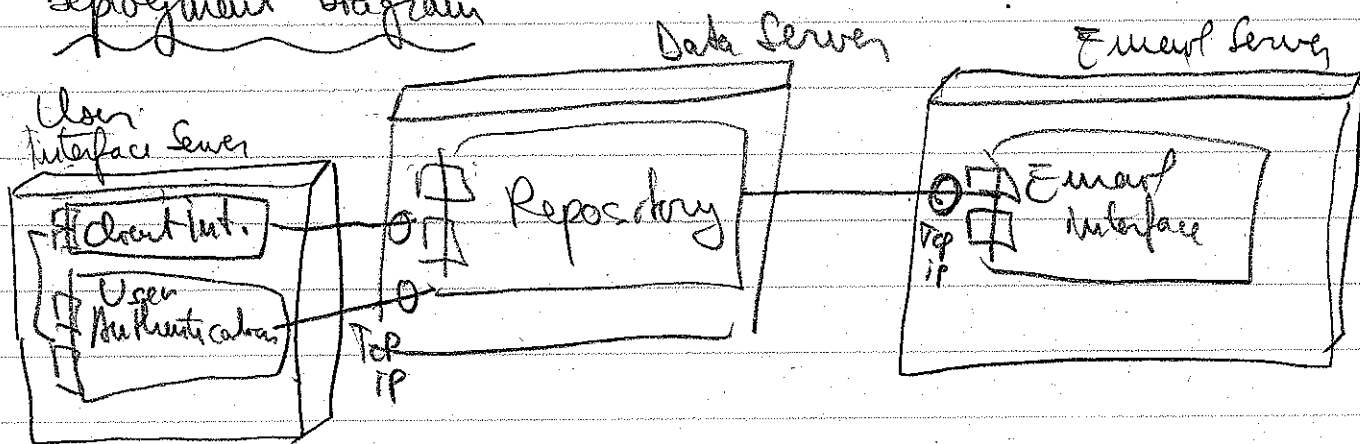 Deployment Diagram
Data Server
Email Server
User
Interface Server
Client Int.
User
Authentication
Repository
TCP
IP
Email
Interface
Tcp
ip